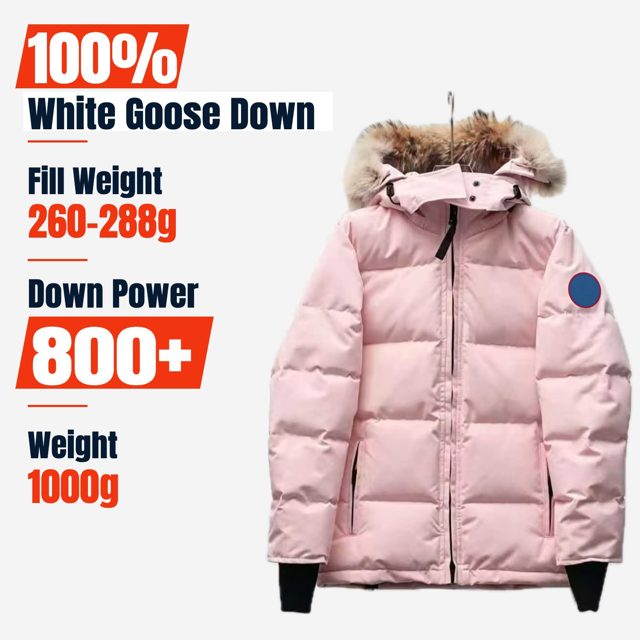 100%
White Goose Down
Fill Weight
260-288g
Down Power
800+
Weight
1000g